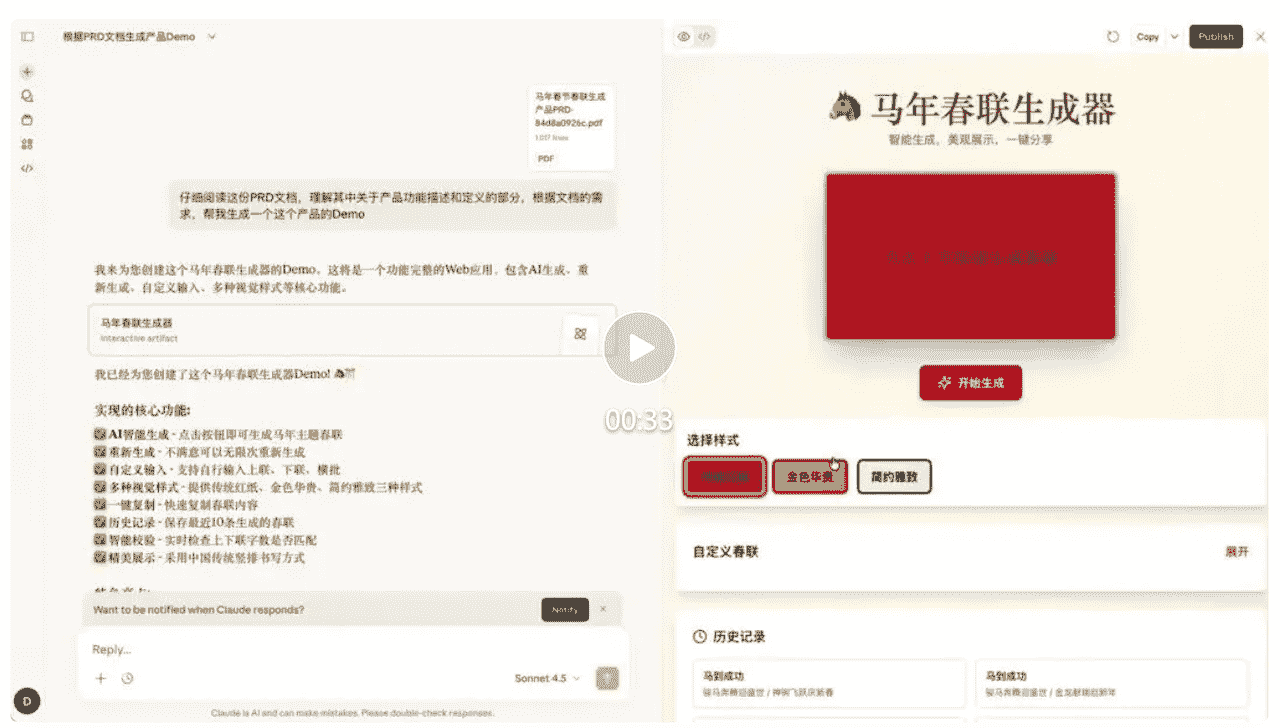 根据PRD文档生成产品Demo
马年春节春联生成
产品PRD-
84d8a0926c.pdf
PDF
仔细阅读这份PRD文档，理解其中关于产品功能描述和定义的部分，根据文档的需
求，帮我生成一个这个产品的Demo
我来为您创建这个马年春联生成器的Demo。这将是一个功能完整的Web应用，包含AI生成、重
新生成、自定义输入、多种视觉样式等核心功能。
马年春联生成器
Interactive artifact
我已经为您创建了这个马年春联生成器Demo!
实现的核心功能:
AI智能生成 - 点击按钮即可生成马年主题春联
重新生成 - 不满意可以无限次重新生成
自定义输入 - 支持自行输入上联、下联、横批
多种视觉样式 - 提供传统红纸、金色华贵、简约雅致三种样式
一键复制 - 快速复制春联内容
历史记录 - 保存最近10条生成的春联
智能校验 - 实时检查上下联字数是否匹配
精美展示 - 采用中国传统竖排书写方式
Want to be notified when Claude responds?
Notify
Reply...
Sonnet 4.5
Claude is AI and can make mistakes. Please double-check responses.
D
00:33
Copy
Publish
马年春联生成器
智能生成，美观展示，一键分享
开始生成
选择样式
金色华贵
简约雅致
自定义春联
展开
历史记录
马到成功
马到成功